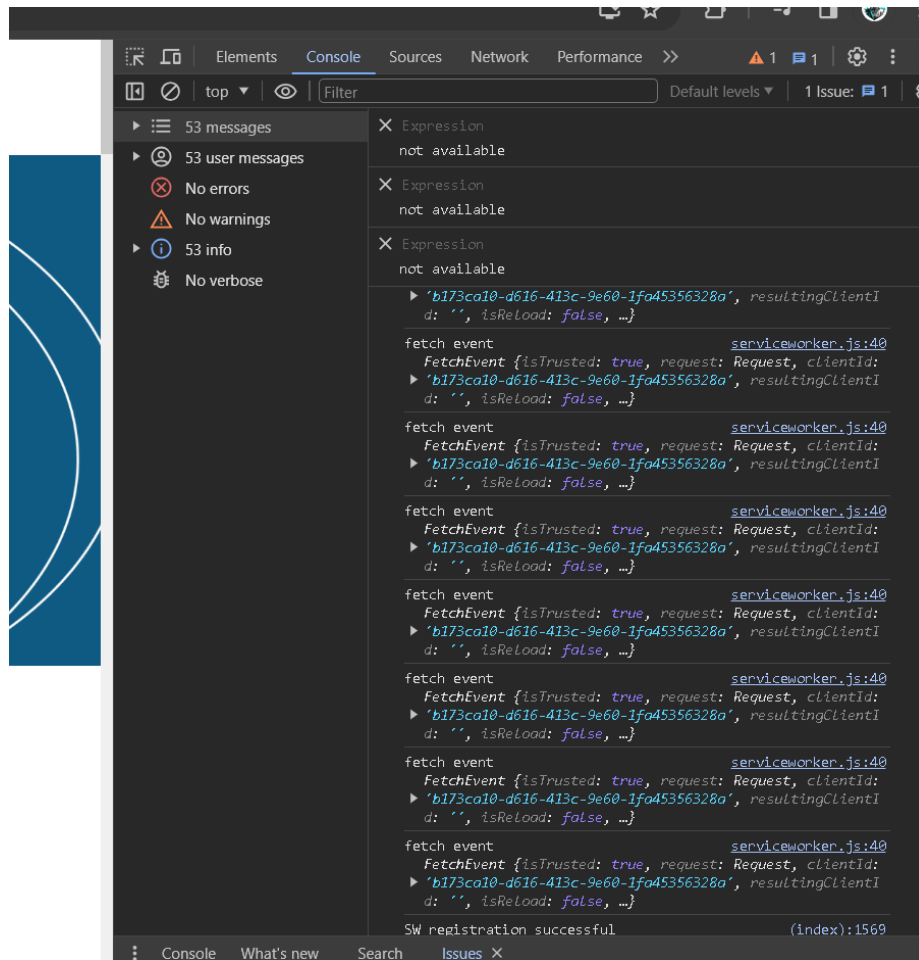 Elements Console Sources Network Performance 1 1
top Filter Default levels 1 Issue: 1
53 messages
53 user messages
No errors
No warnings
53 info
No verbose
Expression
not available
Expression
not available
Expression
not available
'b173ca10-d616-413c-9e60-1fa45356328a', resultingClientI
d: '', isReload: false, …}
fetch event serviceworker.js:40
FetchEvent {isTrusted: true, request: Request, clientId:
'b173ca10-d616-413c-9e60-1fa45356328a', resultingClientI
d: '', isReload: false, …}
fetch event serviceworker.js:40
FetchEvent {isTrusted: true, request: Request, clientId:
'b173ca10-d616-413c-9e60-1fa45356328a', resultingClientI
d: '', isReload: false, …}
fetch event serviceworker.js:40
FetchEvent {isTrusted: true, request: Request, clientId:
'b173ca10-d616-413c-9e60-1fa45356328a', resultingClientI
d: '', isReload: false, …}
fetch event serviceworker.js:40
FetchEvent {isTrusted: true, request: Request, clientId:
'b173ca10-d616-413c-9e60-1fa45356328a', resultingClientI
d: '', isReload: false, …}
fetch event serviceworker.js:40
FetchEvent {isTrusted: true, request: Request, clientId:
'b173ca10-d616-413c-9e60-1fa45356328a', resultingClientI
d: '', isReload: false, …}
fetch event serviceworker.js:40
FetchEvent {isTrusted: true, request: Request, clientId:
'b173ca10-d616-413c-9e60-1fa45356328a', resultingClientI
d: '', isReload: false, …}
fetch event serviceworker.js:40
FetchEvent {isTrusted: true, request: Request, clientId:
'b173ca10-d616-413c-9e60-1fa45356328a', resultingClientI
d: '', isReload: false, …}
SW registration successful (index):1569
Console What's new Search Issues